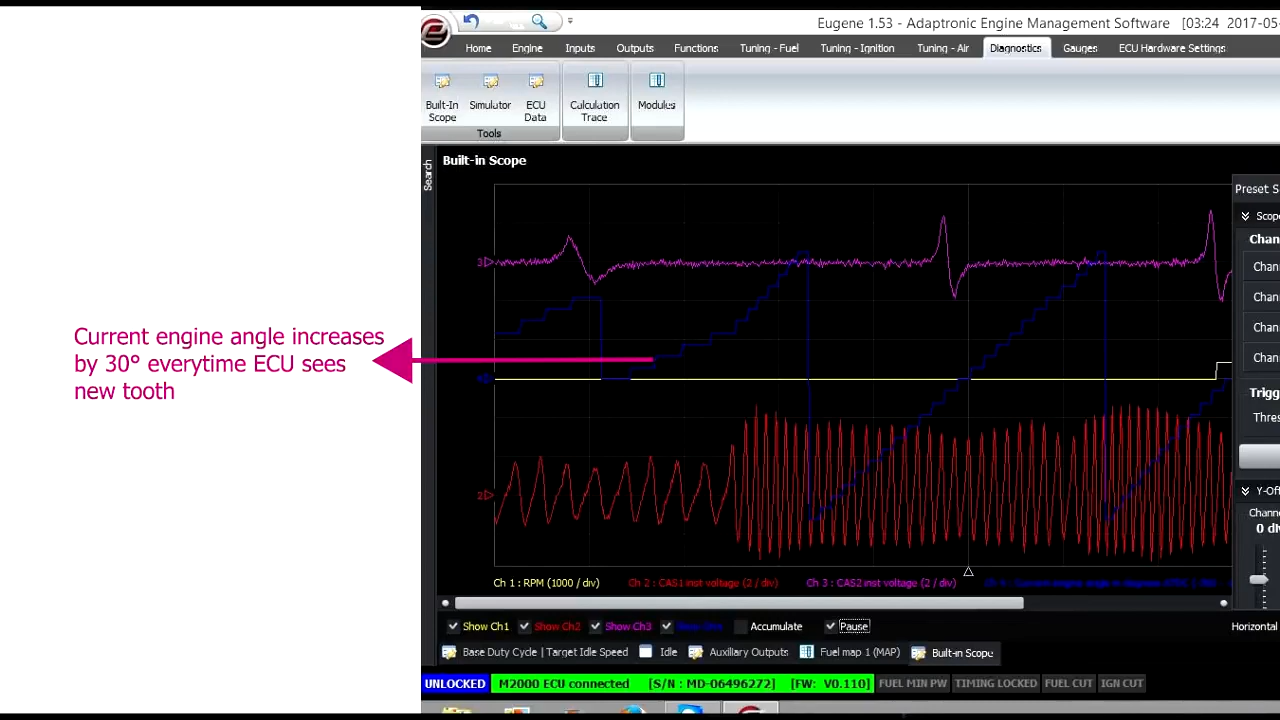 Eugene 1.53 - Adaptronic Engine Management Software [03:24 2017-05-
Home Engine Inputs Outputs Functions Tuning - Fuel Tuning - Ignition Tuning - Air Diagnostics Gauges ECU Hardware Settings
Built-In Scope
Simulator
ECU Data
Calculation Trace
Modules
Tools
Search
Built-in Scope
Preset S
Scope
Chan
Chan
Chan
Chan
Chan
Trigg
Thres
Y-Off
Channe
0 div
Horizontal
Current engine angle increases
by 30° everytime ECU sees
new tooth
3
2
Ch 1 : RPM (1000 / div) Ch 2 : CAS1 inst voltage (2 / div) Ch 3 : CAS2 inst voltage (2 / div)
Show Ch1 Show Ch2 Show Ch3 Accumulate Pause
Base Duty Cycle | Target Idle Speed Idle Auxiliary Outputs Fuel map 1 (MAP) Built-in Scope
UNLOCKED M2000 ECU connected [S/N : MD-06496272] [FW: V0.110] FUEL MIN PW TIMING LOCKED FUEL CUT IGN CUT